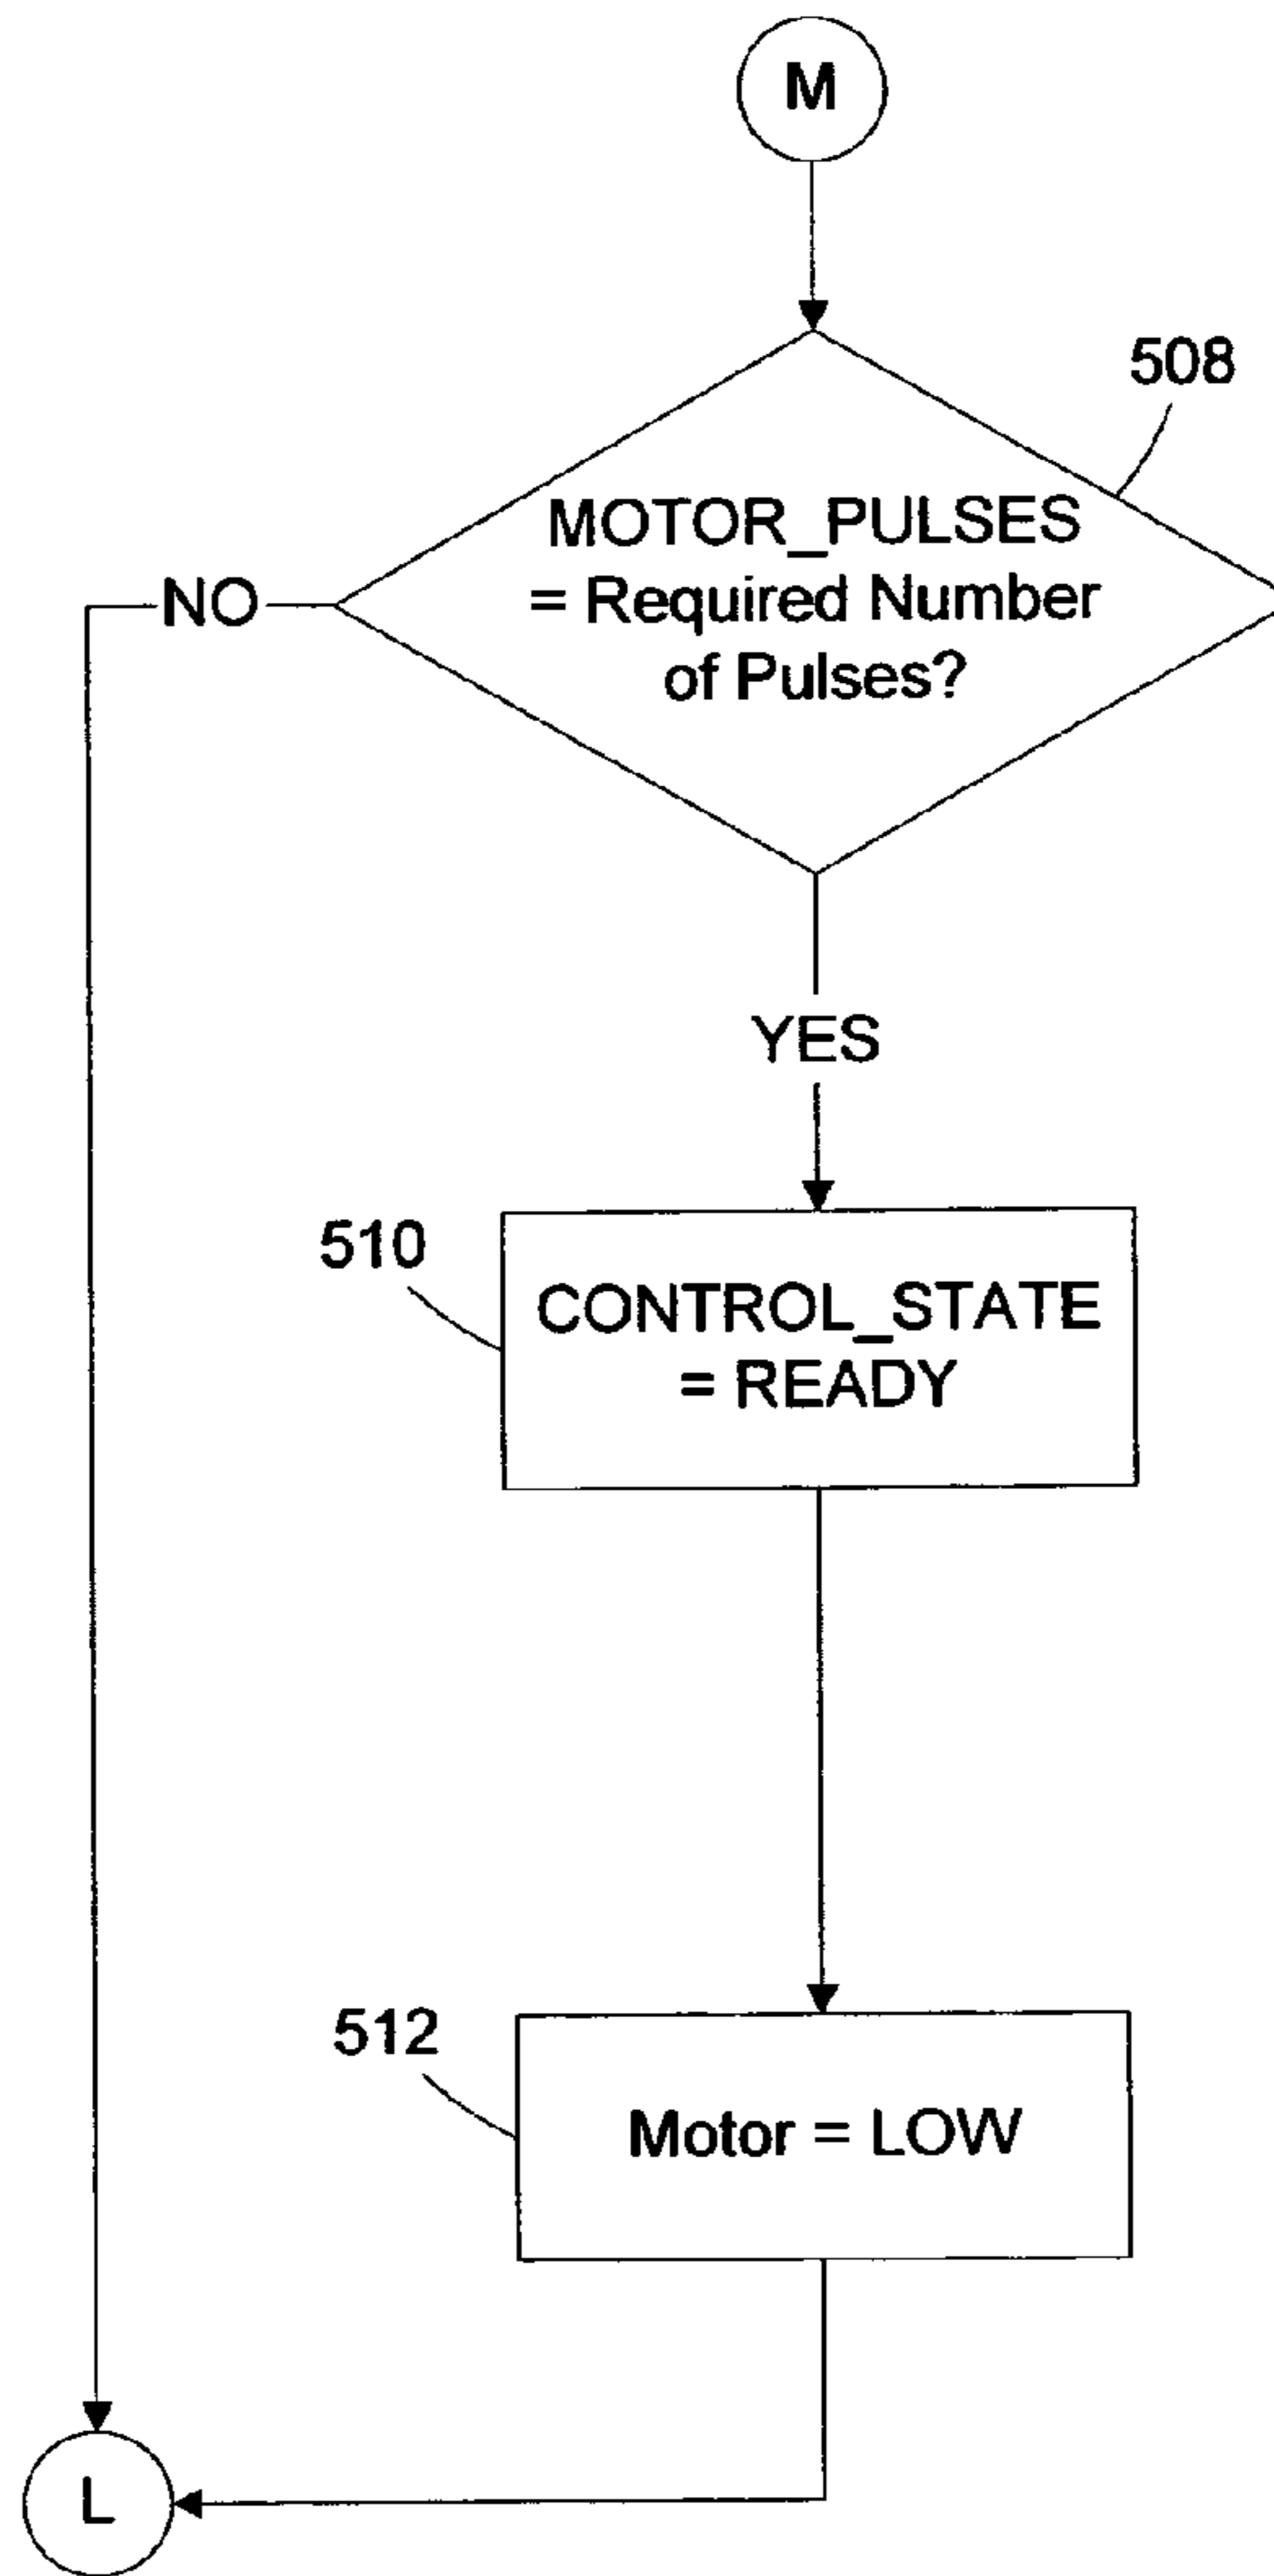 M
508
MOTOR_PULSES
= Required Number
of Pulses?
NO
YES
510
CONTROL_STATE
= READY
512
Motor = LOW
L